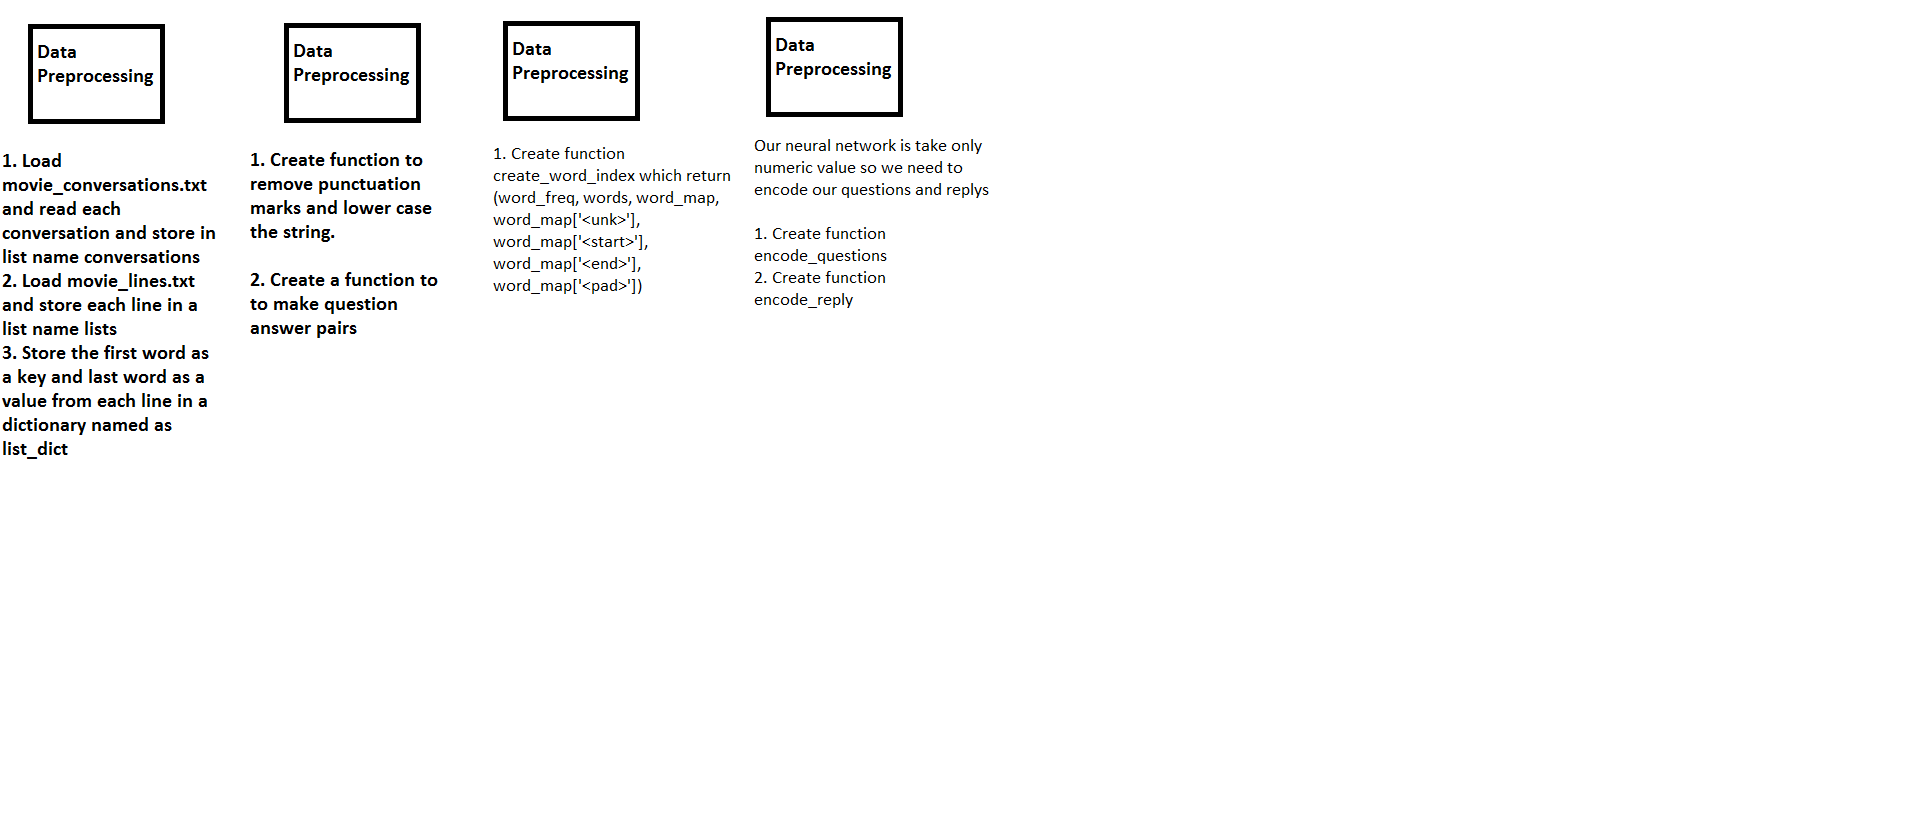 Data
Preprocessing
1. Load
movie_conversations.txt
and read each
conversation and store in
list name conversations
2. Load movie_lines.txt
and store each line in a
list name lists
3. Store the first word as
a key and last word as a
value from each line in a
dictionary named as
list_dict
Data
Preprocessing
1. Create function to
remove punctuation
marks and lower case
the string.
2. Create a function to
to make question
answer pairs
Data
Preprocessing
1. Create function
create_word_index which return
(word_freq, words, word_map,
word_map['<unk>'],
word_map['<start>'],
word_map['<end>'],
word_map['<pad>'])
Data
Preprocessing
Our neural network is take only
numeric value so we need to
encode our questions and replys
1. Create function
encode_questions
2. Create function
encode_reply